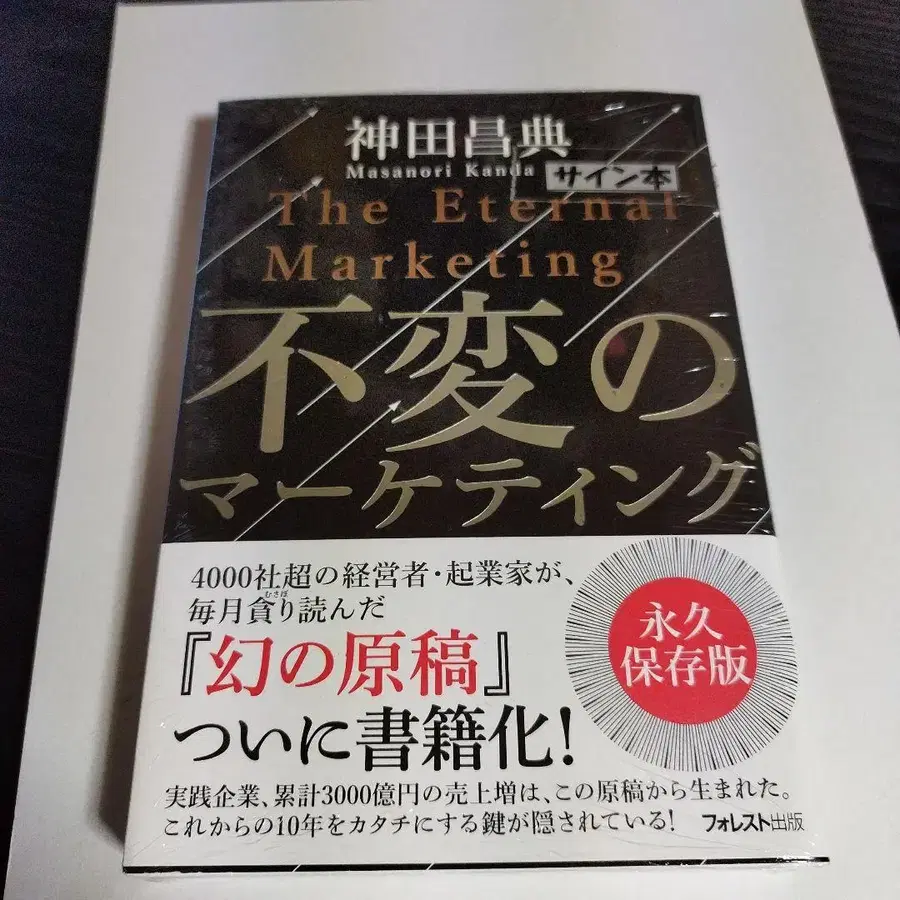 神田昌典
Masanori Kanda
サイン本
The Eternal
Marketing
不変の
マーケティング
4000社超の経営者・起業家が、
毎月貪り読んだ
むさぼ
『幻の原稿』
ついに書籍化!
永久
保存版
実践企業、累計3000億円の売上増は、この原稿から生まれた。
これからの10年をカタチにする鍵が隠されている!
フォレスト出版